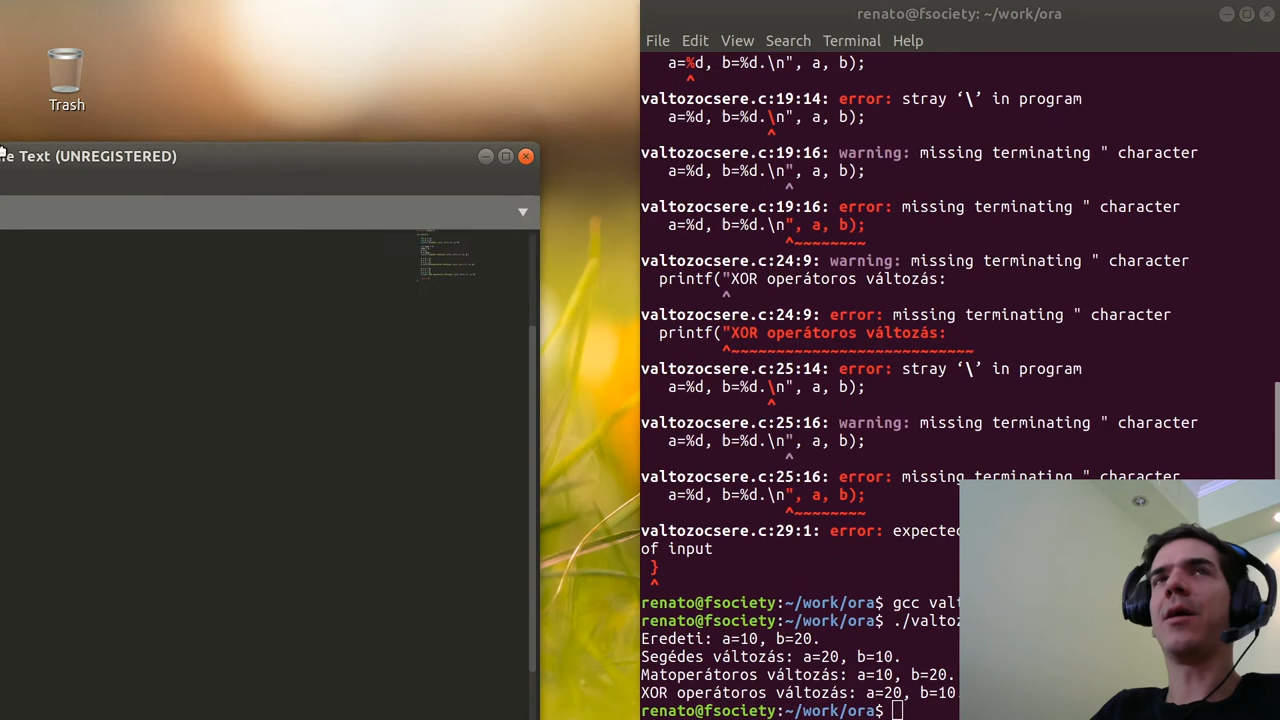 Trash
Text (UNREGISTERED)
renato@fsociety: ~/work/ora
File Edit View Search Terminal Help
a=%d, b=%d.\n", a, b);
^
valtozocsere.c:19:14: error: stray ‘\’ in program
a=%d, b=%d.\n", a, b);
^
valtozocsere.c:19:16: warning: missing terminating " character
a=%d, b=%d.\n", a, b);
^
valtozocsere.c:19:16: error: missing terminating " character
a=%d, b=%d.\n", a, b);
^~~~~~~~~
valtozocsere.c:24:9: warning: missing terminating " character
printf("XOR operátoros változás:
^
valtozocsere.c:24:9: error: missing terminating " character
printf("XOR operátoros változás:
^~~~~~~~~~~~~~~~~~~~~~~~~~~
valtozocsere.c:25:14: error: stray ‘\’ in program
a=%d, b=%d.\n", a, b);
^
valtozocsere.c:25:16: warning: missing terminating " character
a=%d, b=%d.\n", a, b);
^
valtozocsere.c:25:16: error: missing terminating " character
a=%d, b=%d.\n", a, b);
^~~~~~~~~
valtozocsere.c:29:1: error: expected
of input
}
^
renato@fsociety:~/work/ora$ gcc valt
renato@fsociety:~/work/ora$ ./valtoz
Eredeti: a=10, b=20.
Segédes változás: a=20, b=10.
Matoperátoros változás: a=10, b=20.
XOR operátoros változás: a=20, b=10.
renato@fsociety:~/work/ora$